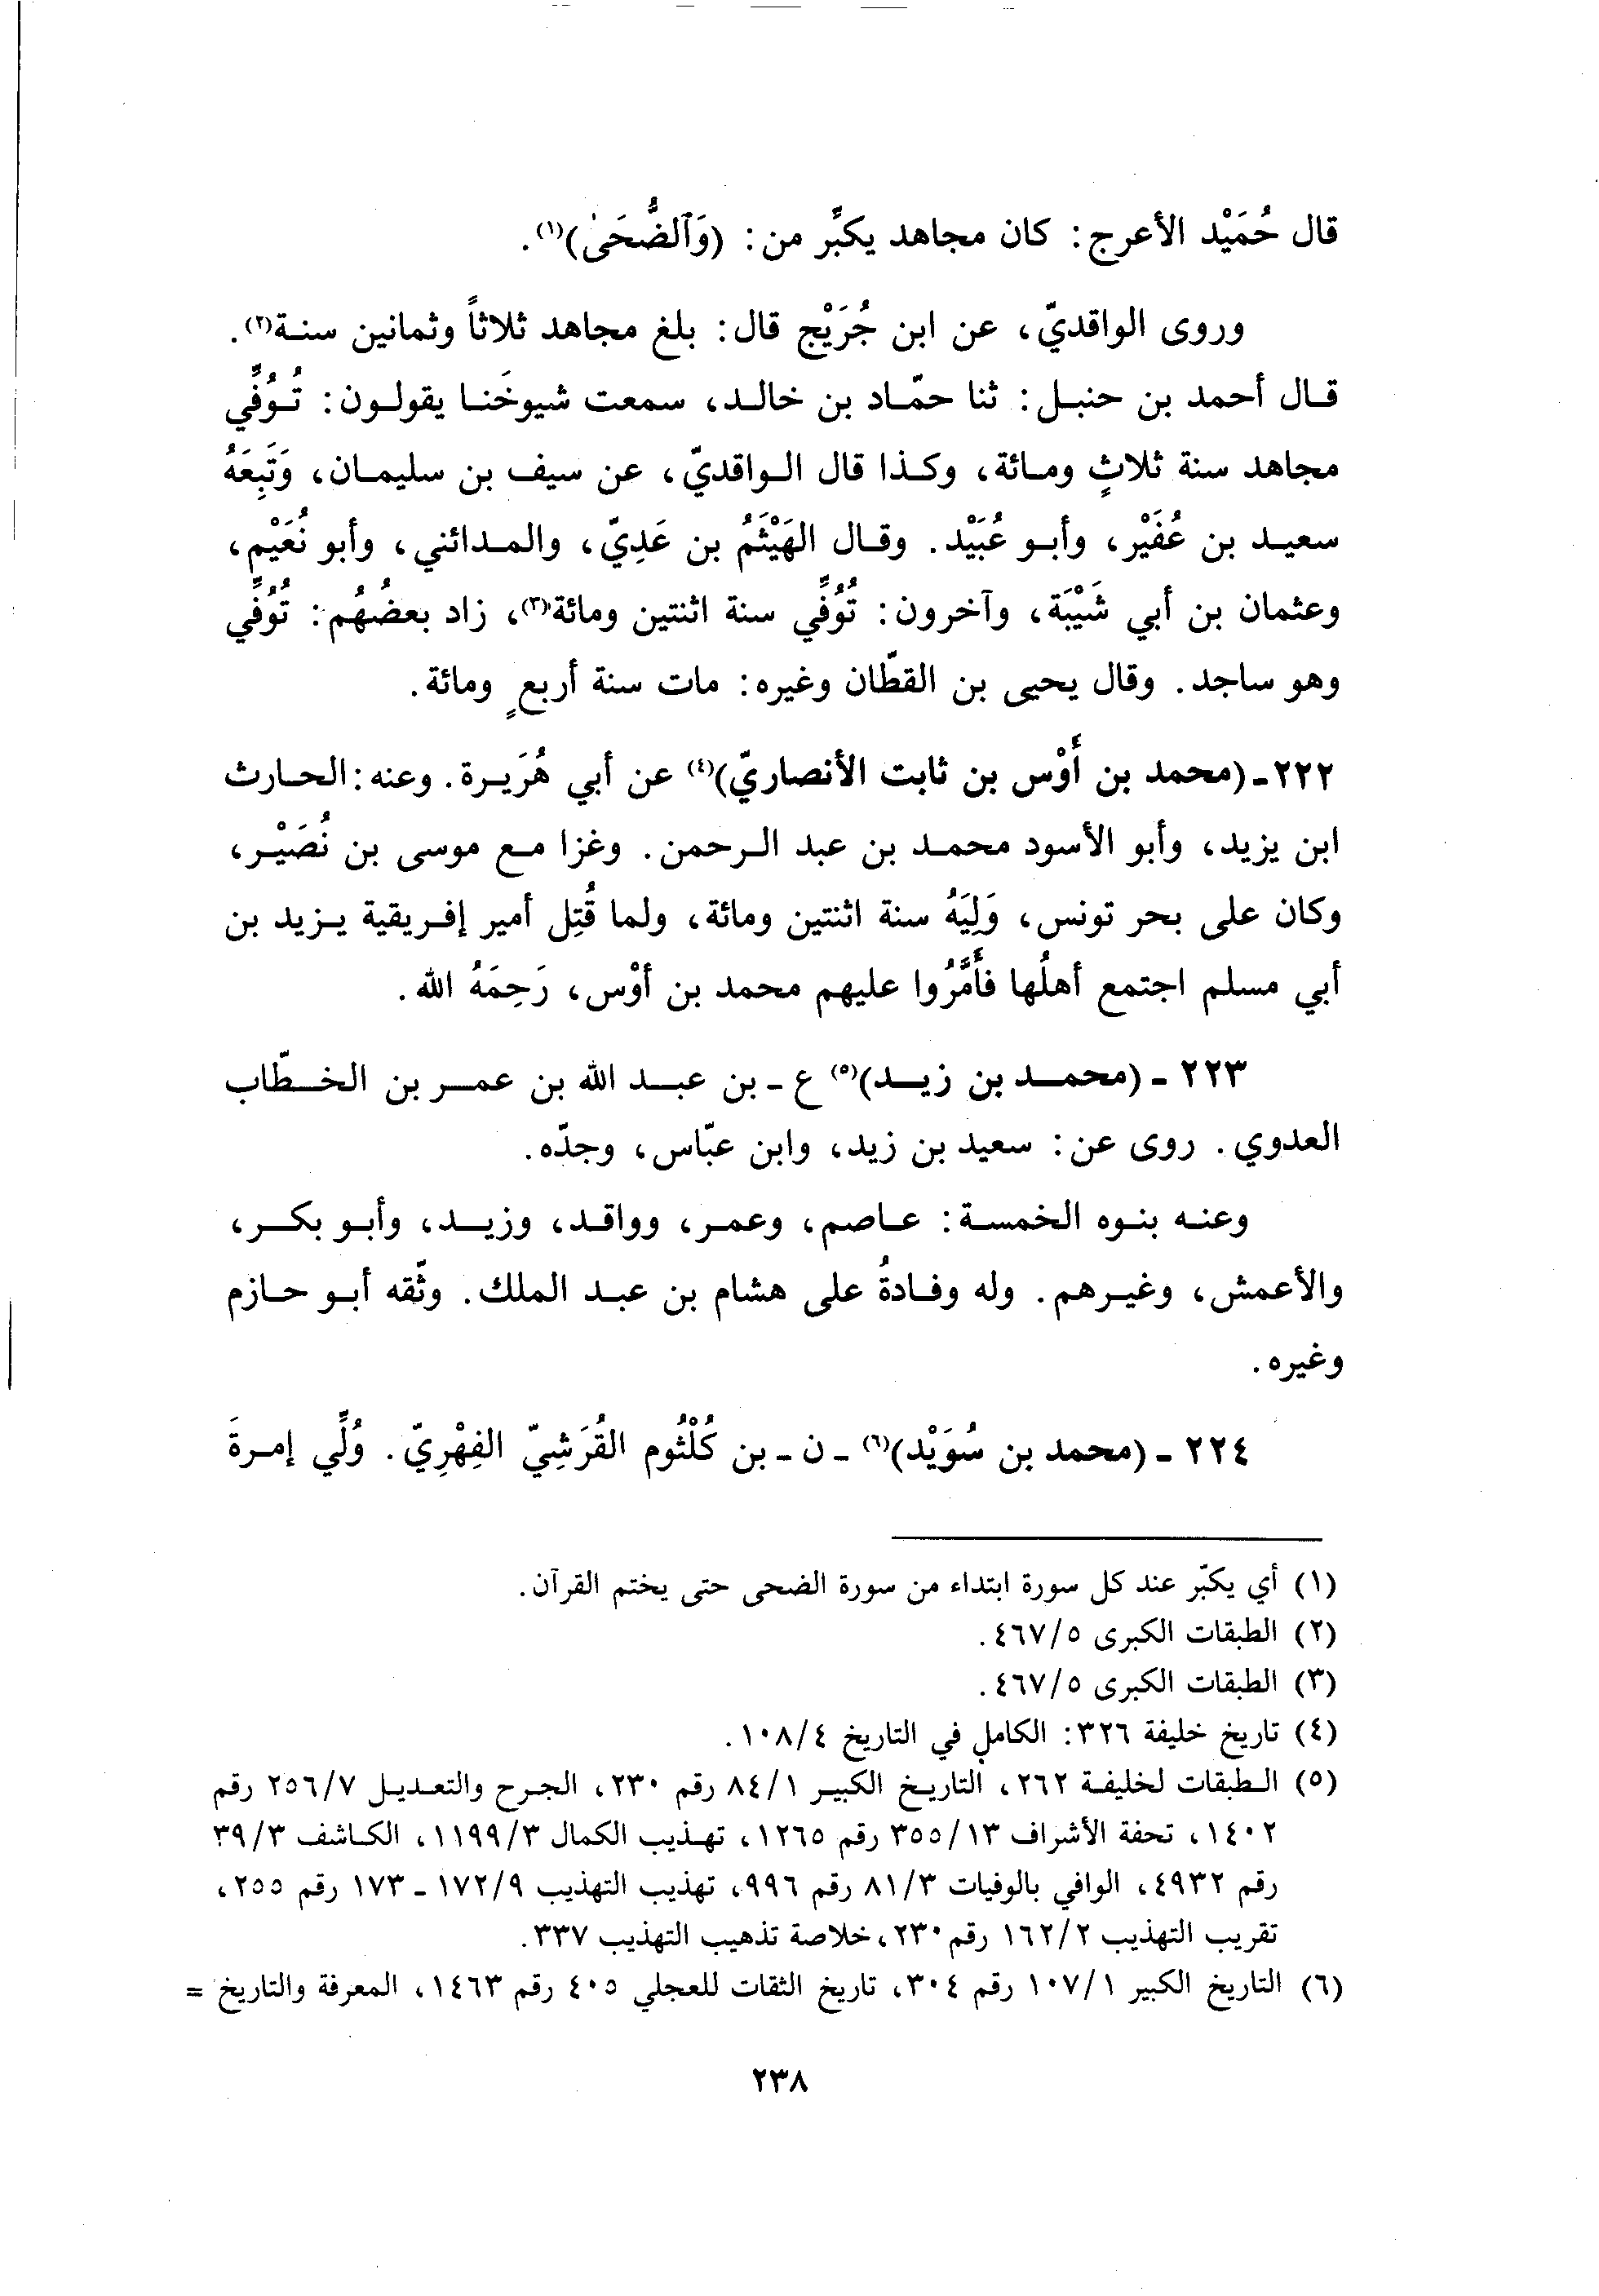 قال حُمَيْد الأعرج: كان مجاهد يكبِّر من: (وَٱلضُّحَىٰ)(١).
وروى الواقديّ، عن ابن جُرَيْج قال: بلغ مجاهد ثلاثاً وثمانين سنة(٢).
قال أحمد بن حنبل: ثنا حمّاد بن خالد، سمعت شيوخَنا يقولون: تُوُفِّي
مجاهد سنة ثلاثٍ ومائة، وكذا قال الواقديّ، عن سيف بن سليمان، وَتَبِعَهُ
سعيد بن عُفَيْر، وأبو عُبَيْد. وقال الهَيْثَمُ بن عَدِيّ، والمدائني، وأبو نُعَيْم،
وعثمان بن أبي شَيْبَة، وآخرون: تُوُفِّي سنة اثنتين ومائة(٣)، زاد بعضُهُم: تُوُفِّي
وهو ساجد. وقال يحيى بن القطّان وغيره: مات سنة أربعٍ ومائة.
٢٢٢ـ (محمد بن أَوْس بن ثابت الأنصاريّ)(٤) عن أبي هُرَيرة. وعنه: الحارث
ابن يزيد، وأبو الأسود محمد بن عبد الرحمن. وغزا مع موسى بن نُصَيْر،
وكان على بحر تونس، وَلِيَهُ سنة اثنتين ومائة، ولما قُتِل أمير إفريقية يزيد بن
أبي مسلم اجتمع أهلُها فأَمَّرُوا عليهم محمد بن أوْس، رَحِمَهُ الله.
٢٢٣ ـ (محمد بن زيد)(٥) ع ـ بن عبد الله بن عمر بن الخطّاب
العدوي. روى عن: سعيد بن زيد، وابن عبّاس، وجدّه.
وعنه بنوه الخمسة: عاصم، وعمر، وواقد، وزيد، وأبو بكر،
والأعمش، وغيرهم. وله وفادةُ على هشام بن عبد الملك. وثّقه أبو حازم
وغيره.
٢٢٤ ـ (محمد بن سُوَيْد)(٦) ـ ن ـ بن كُلْثُوم القُرَشِيّ الفِهْرِيّ. وُلِّي إمرةَ
(١) أي يكبّر عند كل سورة ابتداء من سورة الضحى حتى يختم القرآن.
(٢) الطبقات الكبرى ٤٦٧/٥.
(٣) الطبقات الكبرى ٤٦٧/٥.
(٤) تاريخ خليفة ٣٢٦: الكامل في التاريخ ١٠٨/٤.
(٥) الطبقات لخليفة ٢٦٢، التاريخ الكبير ٨٤/١ رقم ٢٣٠، الجرح والتعديل ٢٥٦/٧ رقم
١٤٠٢، تحفة الأشراف ٣٥٥/١٣ رقم ١٢٦٥، تهذيب الكمال ١١٩٩/٣، الكاشف ٣٩/٣
رقم ٤٩٣٢، الوافي بالوفيات ٨١/٣ رقم ٩٩٦، تهذيب التهذيب ١٧٢/٩ ـ ١٧٣ رقم ٢٥٥،
تقريب التهذيب ١٦٢/٢ رقم ٢٣٠، خلاصة تذهيب التهذيب ٣٣٧.
(٦) التاريخ الكبير ١٠٧/١ رقم ٣٠٤، تاريخ الثقات للعجلي ٤٠٥ رقم ١٤٦٣، المعرفة والتاريخ =
٢٣٨